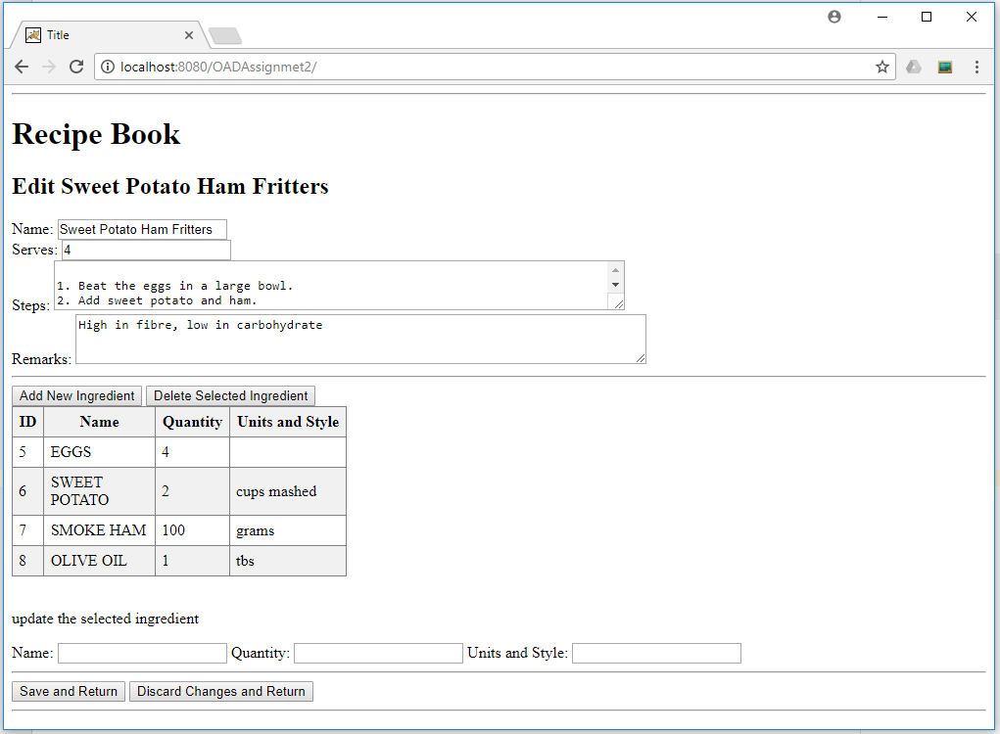 Title
localhost:8080/OADAssignmet2/
Recipe Book
Edit Sweet Potato Ham Fritters
Name: Sweet Potato Ham Fritters
Serves: 4
1. Beat the eggs in a large bowl.
2. Add sweet potato and ham.
Steps:
High in fibre, low in carbohydrate
Remarks:
Add New Ingredient Delete Selected Ingredient
ID Name Quantity Units and Style
5 EGGS 4
6 SWEET POTATO 2 cups mashed
7 SMOKE HAM 100 grams
8 OLIVE OIL 1 tbs
update the selected ingredient
Name: Quantity: Units and Style:
Save and Return Discard Changes and Return